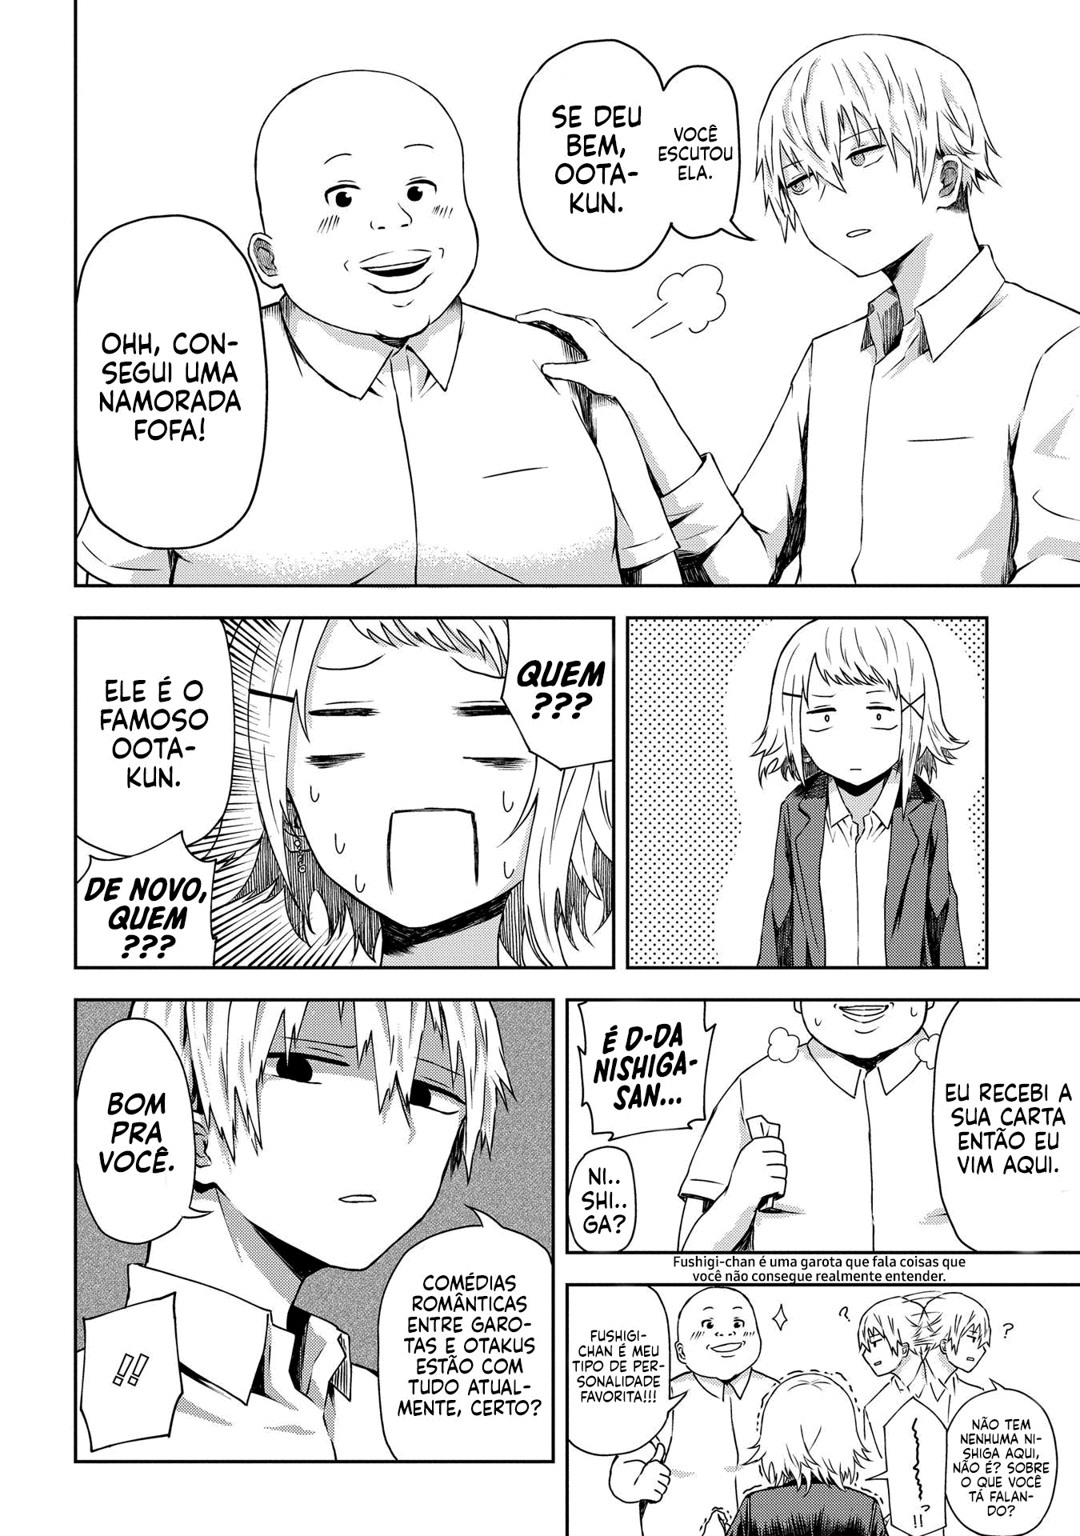 VOCÊ
ESCUTOU
ELA.
SE DEU
BEM,
OOTA-
KUN.
OHH, CON-
SEGUI UMA
NAMORADA
FOFA!
QUEM
???
ELE É O
FAMOSO
OOTA-
KUN.
DE NOVO,
QUEM
???
EU RECEBI A
SUA CARTA
ENTÃO EU
VIM AQUI.
É D-DA
NISHIGA-
SAN...
NI..
SHI..
GA?
Fushigi-chan é uma garota que fala coisas que
você não consegue realmente entender.
?
?
NÃO TEM
NENHUMA NI-
SHIGA AQUI,
NÃO É? SOBRE
O QUE VOCÊ
TÁ FALAN-
DO?
?
!!
FUSHIGI-
CHAN É MEU
TIPO DE PER-
SONALIDADE
FAVORITA!!!
COMÉDIAS
ROMÂNTICAS
ENTRE GARO-
TAS E OTAKUS
ESTÃO COM
TUDO ATUAL-
MENTE, CERTO?
BOM
PRA
VOCÊ.
!!